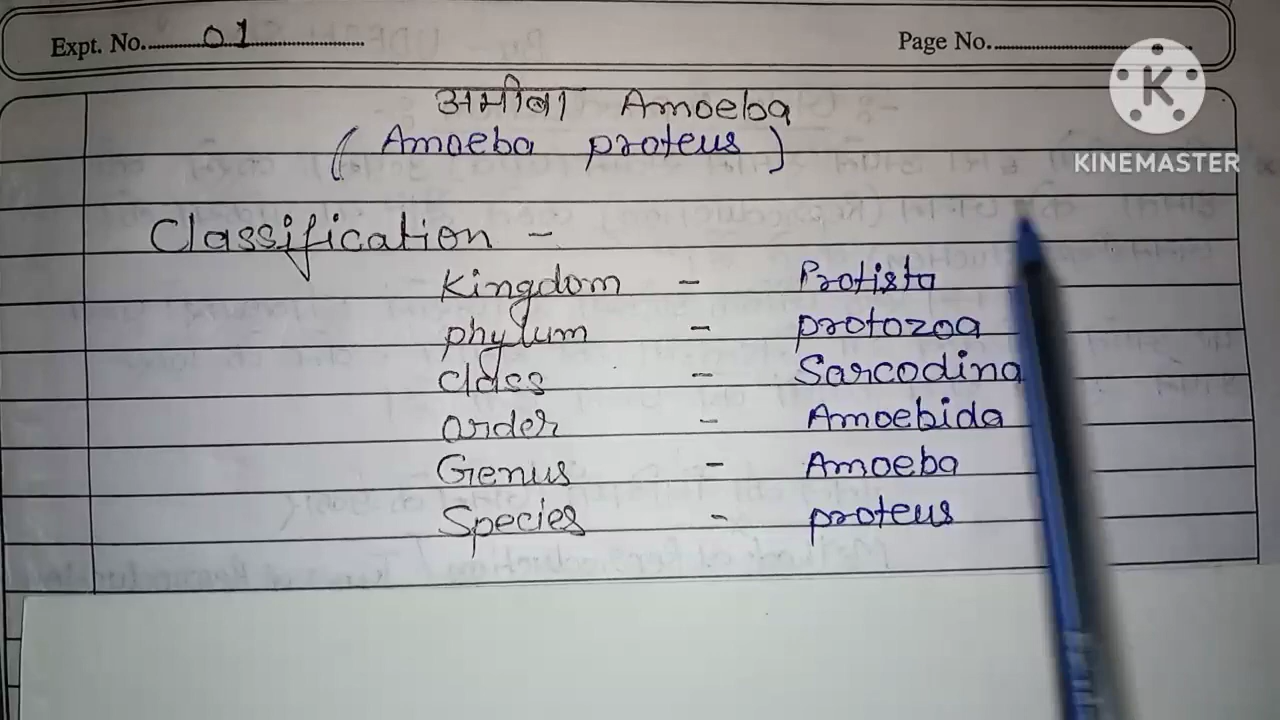 Expt. No. 01
Page No.
अमीबा Amoeba
(Amoeba proteus)
Classification -
Kingdom - Protista
phylum - protozoa
class - Sarcodina
order - Amoebida
Genus - Amoeba
Species - proteus
K
KINEMASTER